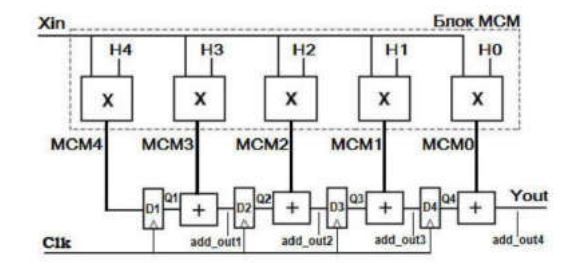 Xin Блок MCM
H4 H3 H2 H1 H0
X X X X X
MCM4 MCM3 MCM2 MCM1 MCM0
D1 Q1 + D2 Q2 + D3 Q3 + D4 Q4 + Yout
Clk add_out1 add_out2 add_out3 add_out4